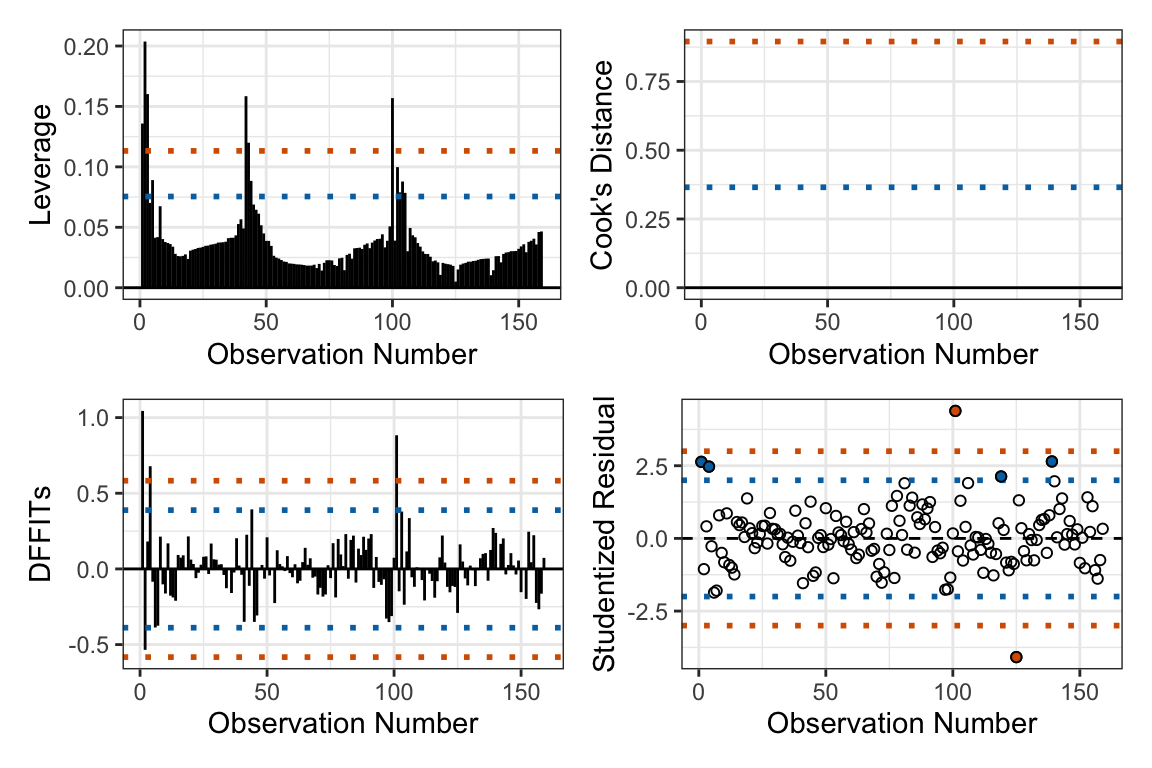 Leverage
0.20
0.15
0.10
0.05
0.00
0 50 100 150
Observation Number
Cook's Distance
0.75
0.50
0.25
0.00
0 50 100 150
Observation Number
DFFITs
1.0
0.5
0.0
-0.5
0 50 100 150
Observation Number
Studentized Residual
2.5
0.0
-2.5
0 50 100 150
Observation Number